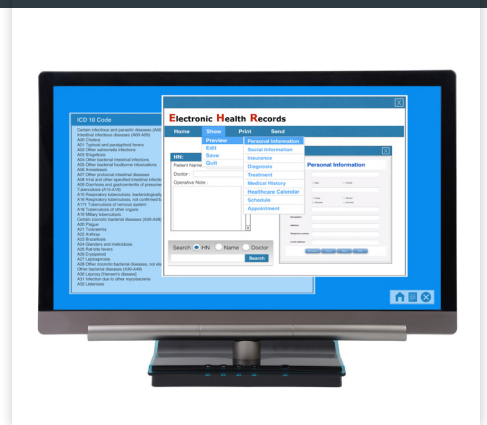 ICD 10 Code
Certain infectious and parasitic diseases (A00
Intestinal infectious diseases (A00-A09)
A00 Cholera
A01 Typhoid and paratyphoid fevers
A02 Other salmonella infections
A03 Shigellosis
A04 Other bacterial intestinal infections
A05 Other bacterial foodborne intoxications
A06 Amoebiasis
A07 Other protozoal intestinal diseases
A08 Viral and other specified intestinal infectio
A09 Diarrhoea and gastroenteritis of presumed
Tuberculosis (A15-A19)
A15 Respiratory tuberculosis, bacteriologically
A16 Respiratory tuberculosis, not confirmed b
A17† Tuberculosis of nervous system
A18 Tuberculosis of other organs
A19 Miliary tuberculosis
Certain zoonotic bacterial diseases (A20-A28)
A20 Plague
A21 Tularaemia
A22 Anthrax
A23 Brucellosis
A24 Glanders and melioidosis
A25 Rat-bite fevers
A26 Erysipeloid
A27 Leptospirosis
A28 Other zoonotic bacterial diseases, not els
Other bacterial diseases (A30-A49)
A30 Leprosy [Hansen's disease]
A31 Infection due to other mycobacteria
A32 Listeriosis
X
Electronic Health Records
Home Show Print Send
Preview
Edit
Save
Quit
Personal Information
Social Information
Insurance
Diagnosis
Treatment
Medical History
Healthcare Calendar
Schedule
Appointment
HN:
Patient Name
Doctor :
Operative Note :
Search HN Name Doctor
Search
X
Personal Information